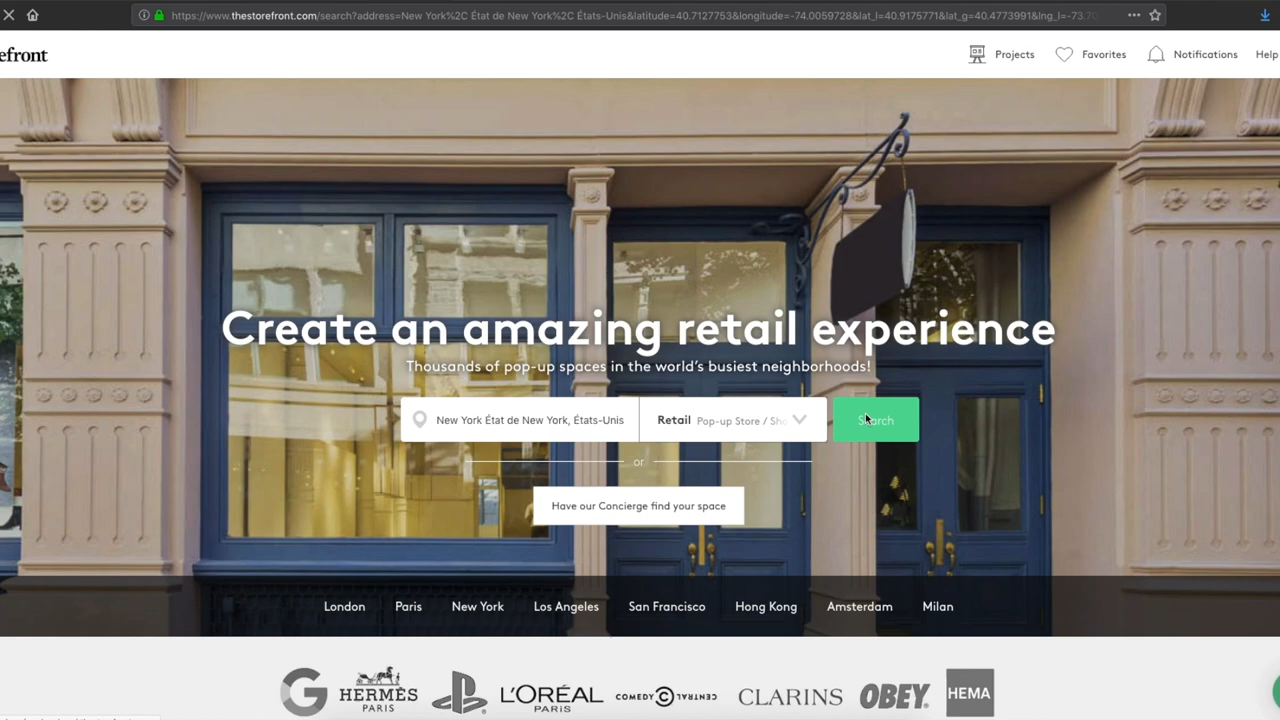 https://www.thestorefront.com/search?address=New York%2C État de New York%2C États-Unis&latitude=40.7127753&longitude=-74.0059728&lat_l=40.9175771&lat_g=40.4773991&lng_l=-73.70
efront
Projects
Favorites
Notifications
Help
Create an amazing retail experience
Thousands of pop-up spaces in the world's busiest neighborhoods!
New York État de New York, États-Unis
Retail Pop-up Store / Sho
Search
or
Have our Concierge find your space
London Paris New York Los Angeles San Francisco Hong Kong Amsterdam Milan
G
HERMÈS
PARIS
L'ORÉAL
PARIS
COMEDY CENTRAL
CLARINS
OBEY
HEMA